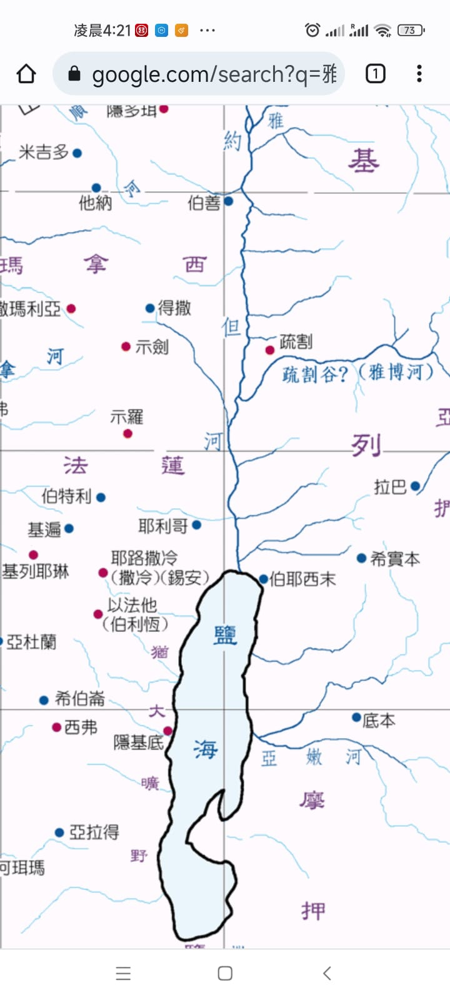 凌晨4:21
73
google.com/search?q=雅
1
順
隱多珥
雅
約
米吉多
基
河
他納
伯善
瑪 拿 西
撒瑪利亞
得撒
但
示劍
疏割
拿 河
疏割谷?(雅博河)
弗
示羅
亞
河
列
法 蓮
伯特利
拉巴
們
基遍
耶利哥
希實本
基列耶琳
耶路撒冷
(撒冷)(錫安)
伯耶西末
以法他
(伯利恆)
鹽
亞杜蘭
猶
希伯崙
大
底本
西弗
隱基底
海
亞 嫩 河
曠
摩
亞拉得
野
何珥瑪
押
鹽